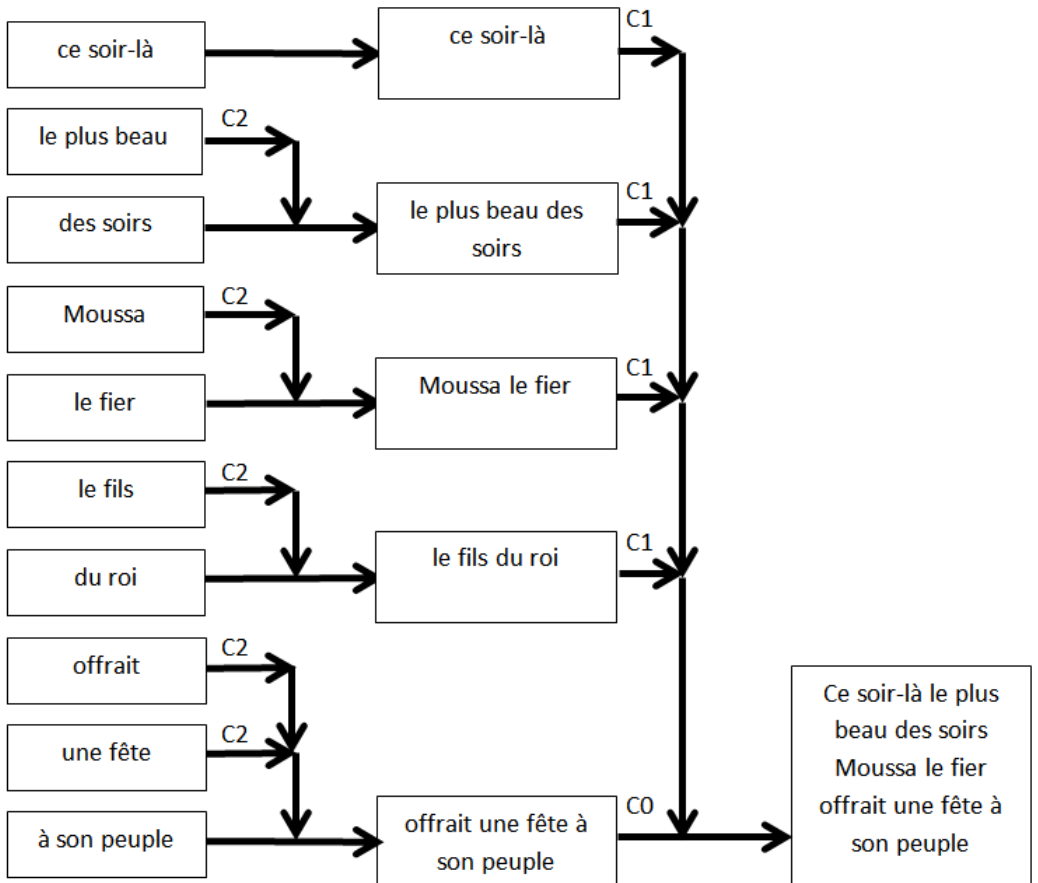 ce soir-là
ce soir-là
C1
le plus beau
C2
des soirs
le plus beau des
soirs
C1
Moussa
C2
le fier
Moussa le fier
C1
le fils
C2
du roi
le fils du roi
C1
offrait
C2
une fête
C2
à son peuple
offrait une fête à
son peuple
C0
Ce soir-là le plus
beau des soirs
Moussa le fier
offrait une fête à
son peuple